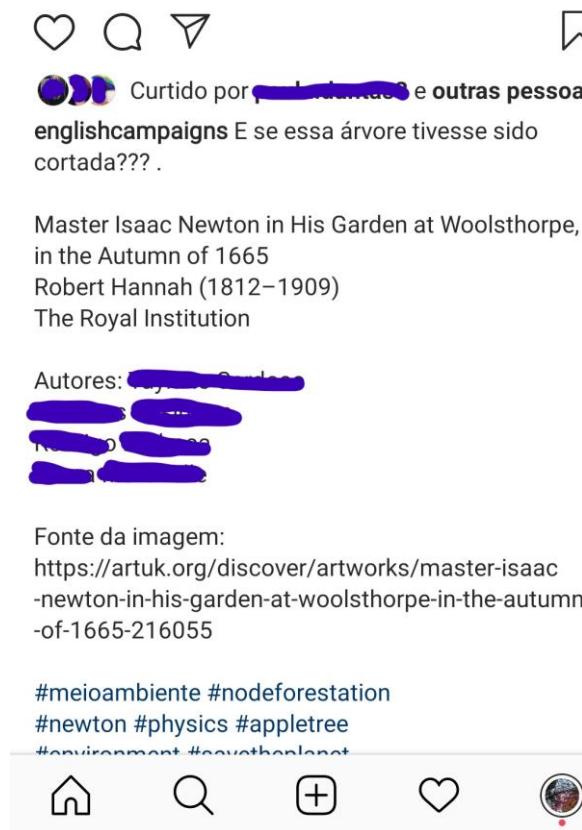 Curtido por e outras pessoa
englishcampaigns E se essa árvore tivesse sido
cortada??? .
Master Isaac Newton in His Garden at Woolsthorpe,
in the Autumn of 1665
Robert Hannah (1812–1909)
The Royal Institution
Autores:
Fonte da imagem:
https://artuk.org/discover/artworks/master-isaac
-newton-in-his-garden-at-woolsthorpe-in-the-autumn
-of-1665-216055
#meioambiente #nodeforestation
#newton #physics #appletree
#environment #savetheplanet